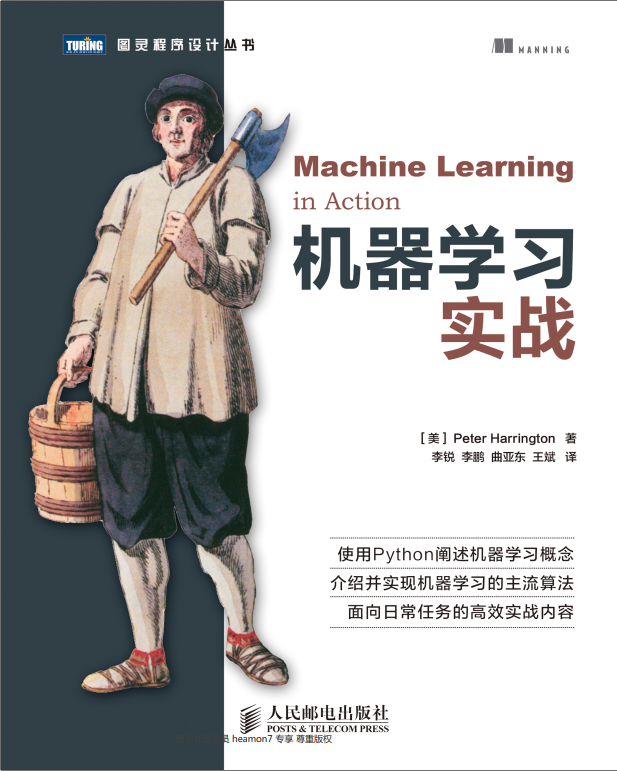 TURING 图灵程序设计丛书
MANNING
Machine Learning
in Action
机器学习
实战
[美] Peter Harrington 著
李锐 李鹏 曲亚东 王斌 译
使用Python阐述机器学习概念
介绍并实现机器学习的主流算法
面向日常任务的高效实战内容
人民邮电出版社
POSTS & TELECOM PRESS
员 heamon7 专享 尊重版权